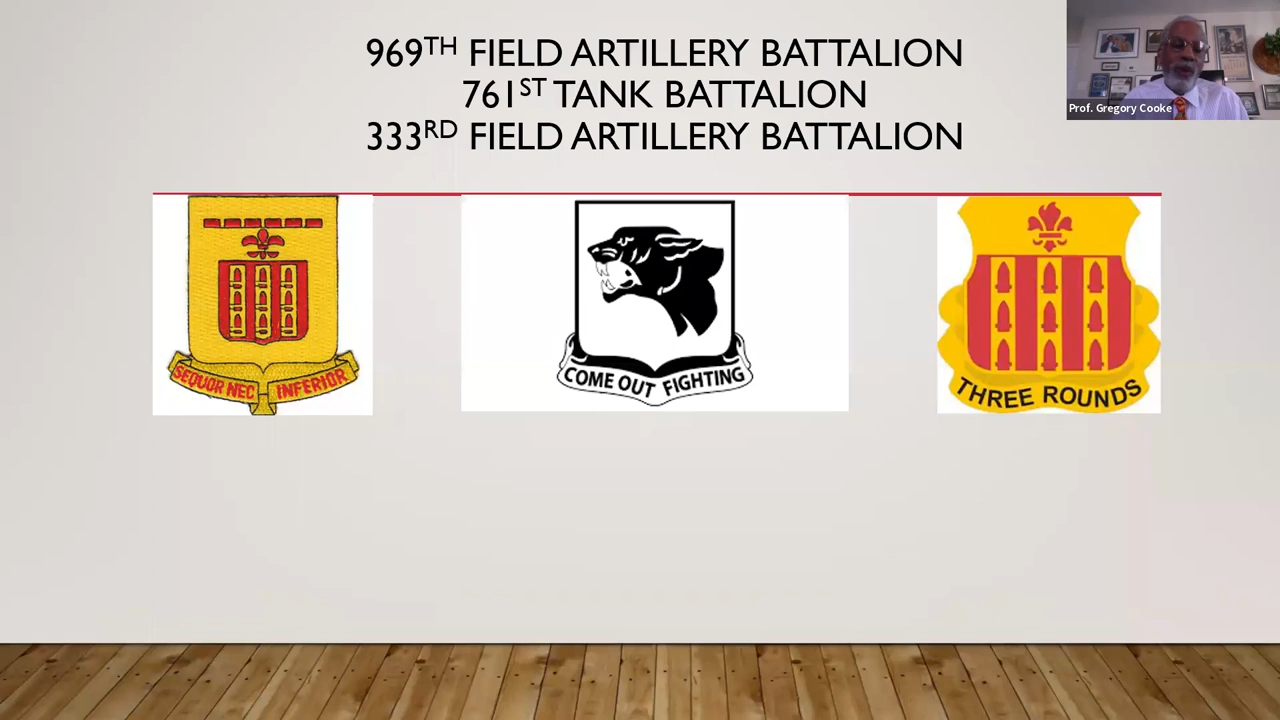 969TH FIELD ARTILLERY BATTALION
761ST TANK BATTALION
333RD FIELD ARTILLERY BATTALION
Prof. Gregory Cooke
SEQUOR NEC INFERIOR
COME OUT FIGHTING
THREE ROUNDS